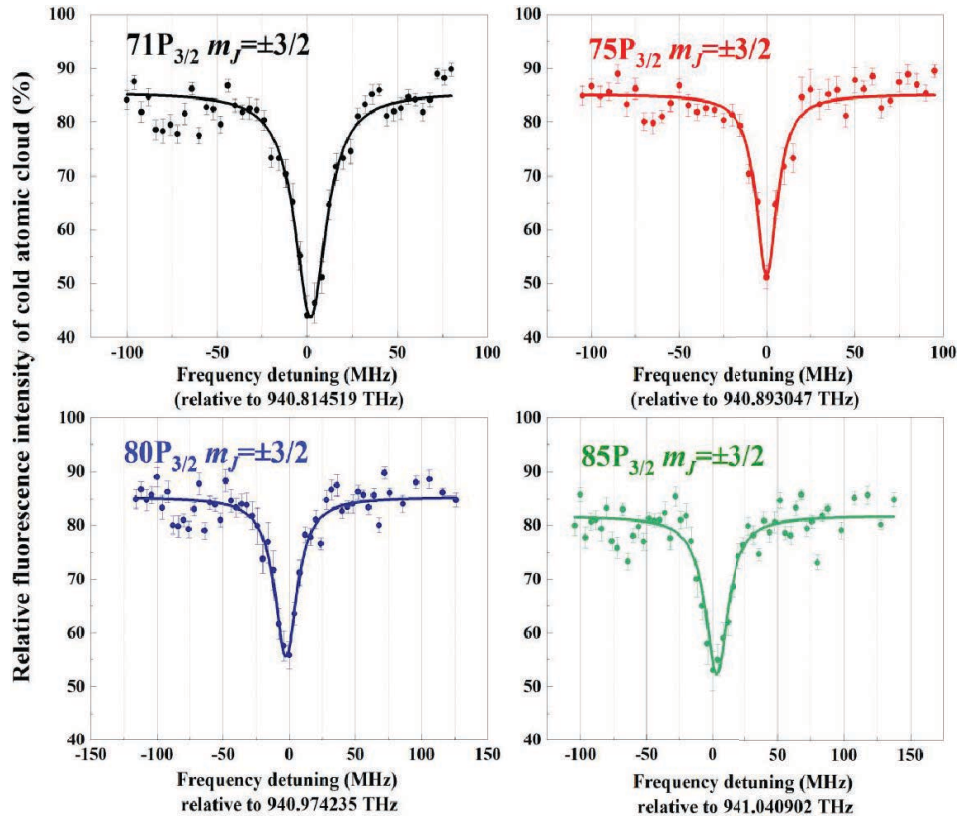 Relative fluorescence intensity of cold atomic cloud (%)
71P3/2 mJ=±3/2
100
90
80
70
60
50
40
-100 -50 0 50 100
Frequency detuning (MHz)
(relative to 940.814519 THz)
75P3/2 mJ=±3/2
100
90
80
70
60
50
40
-100 -50 0 50 100
Frequency detuning (MHz)
(relative to 940.893047 THz)
80P3/2 mJ=±3/2
100
90
80
70
60
50
40
-150 -100 -50 0 50 100 150
Frequency detuning (MHz)
relative to 940.974235 THz
85P3/2 mJ=±3/2
100
90
80
70
60
50
40
-100 -50 0 50 100 150
Frequency detuning (MHz)
relative to 941.040902 THz